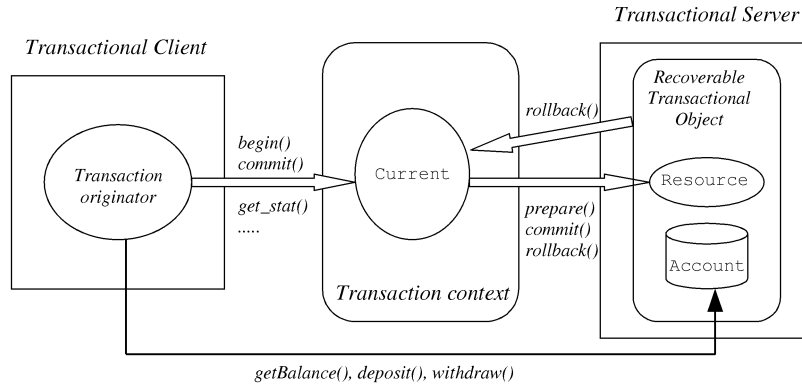 Transactional Server
Transactional Client
Recoverable
Transactional
Object
rollback()
begin()
commit()
Transaction
originator
Current
Resource
get_stat()
.....
prepare()
commit()
rollback()
Account
Transaction context
getBalance(), deposit(), withdraw()